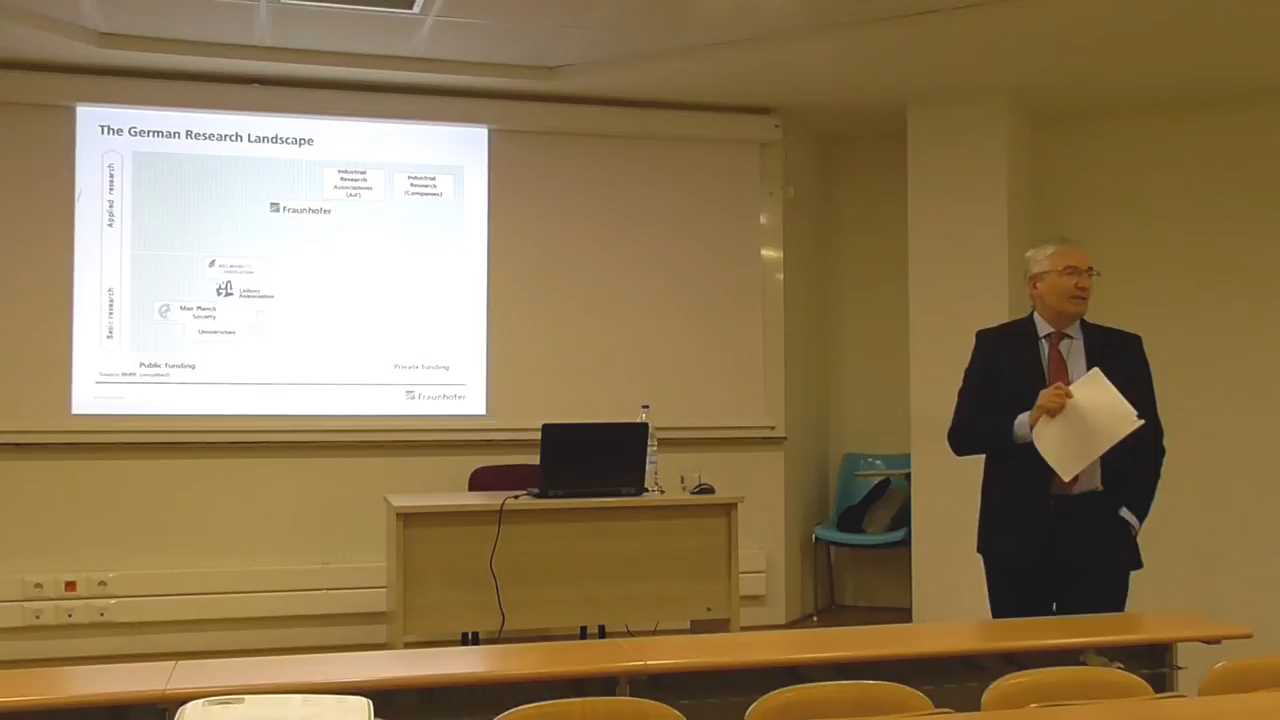 The German Research Landscape
Applied research
Basic research
Industrial
Research
Associations
(AiF)
Industrial
Research
(Companies)
Fraunhofer
Leibniz
Association
Max Planck
Society
Universities
Public funding
Private funding
Fraunhofer